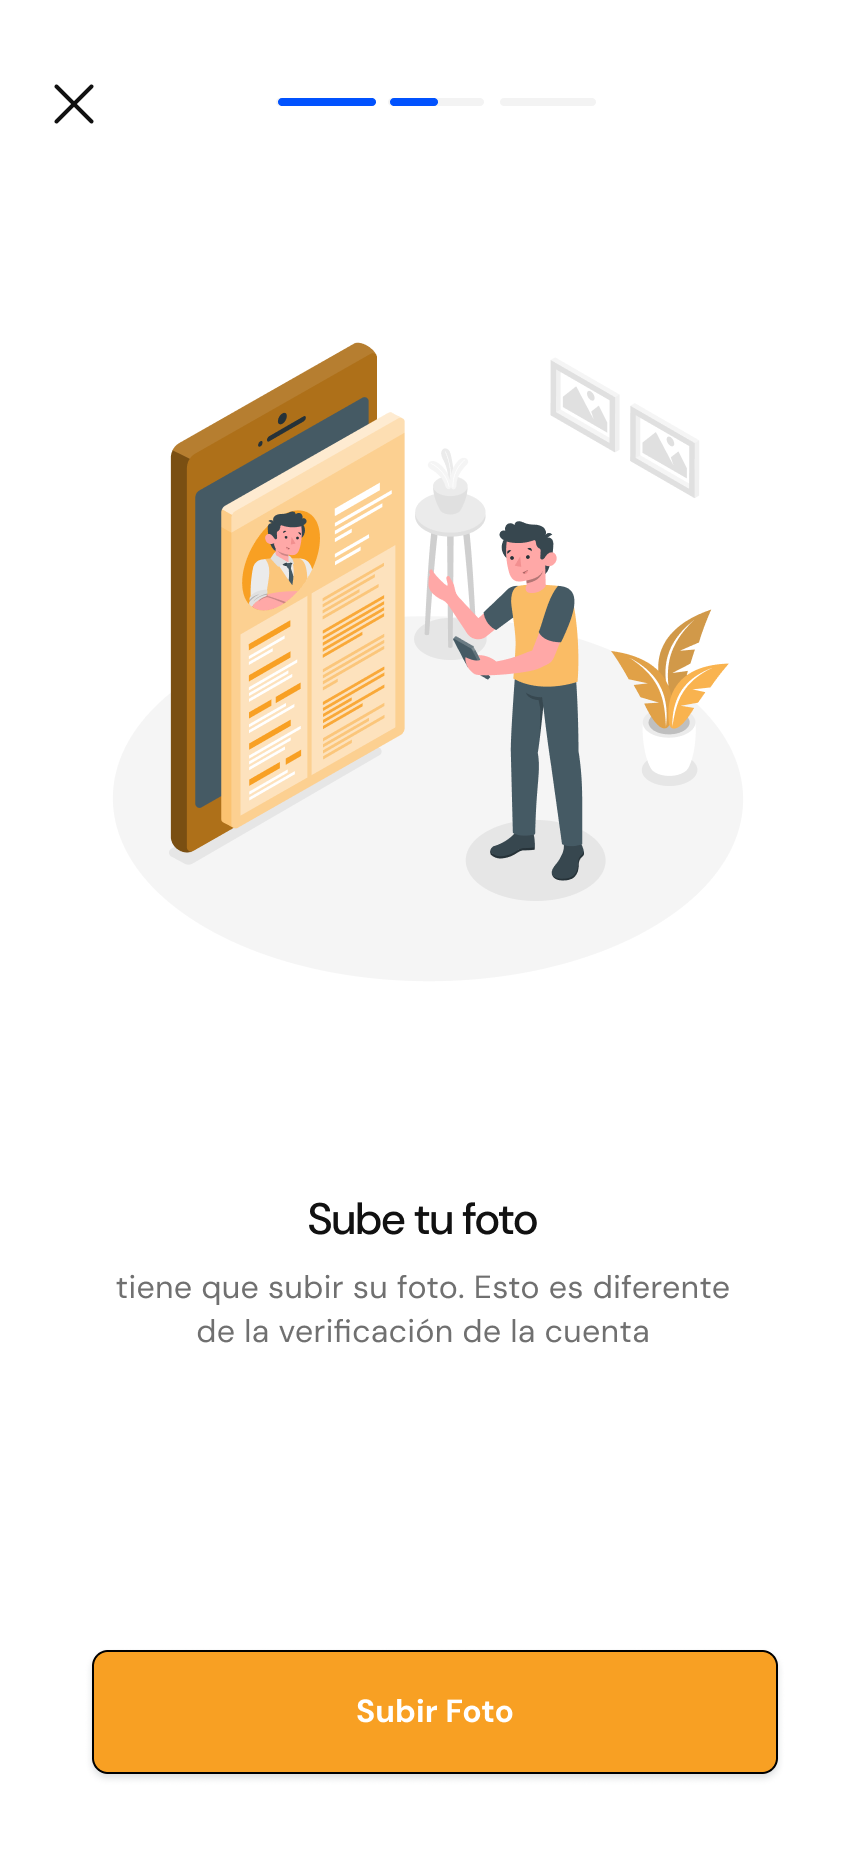 Sube tu foto
tiene que subir su foto. Esto es diferente
de la verificación de la cuenta
Subir Foto